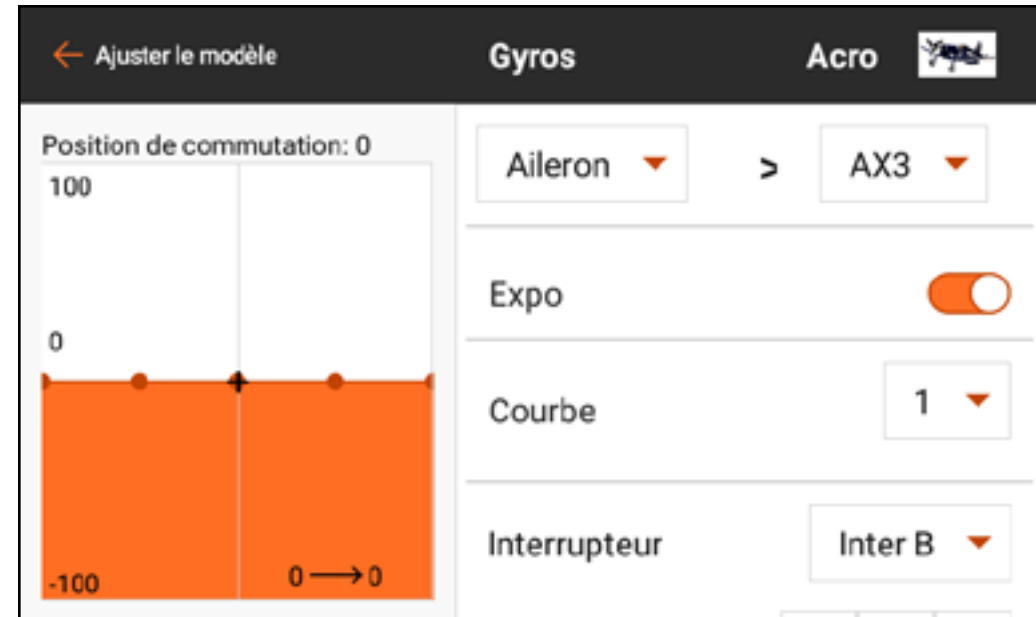 ← Ajuster le modèle
Gyros
Acro
Position de commutation: 0
100
0
-100
0 → 0
Aileron
>
AX3
Expo
Courbe
1
Interrupteur
Inter B